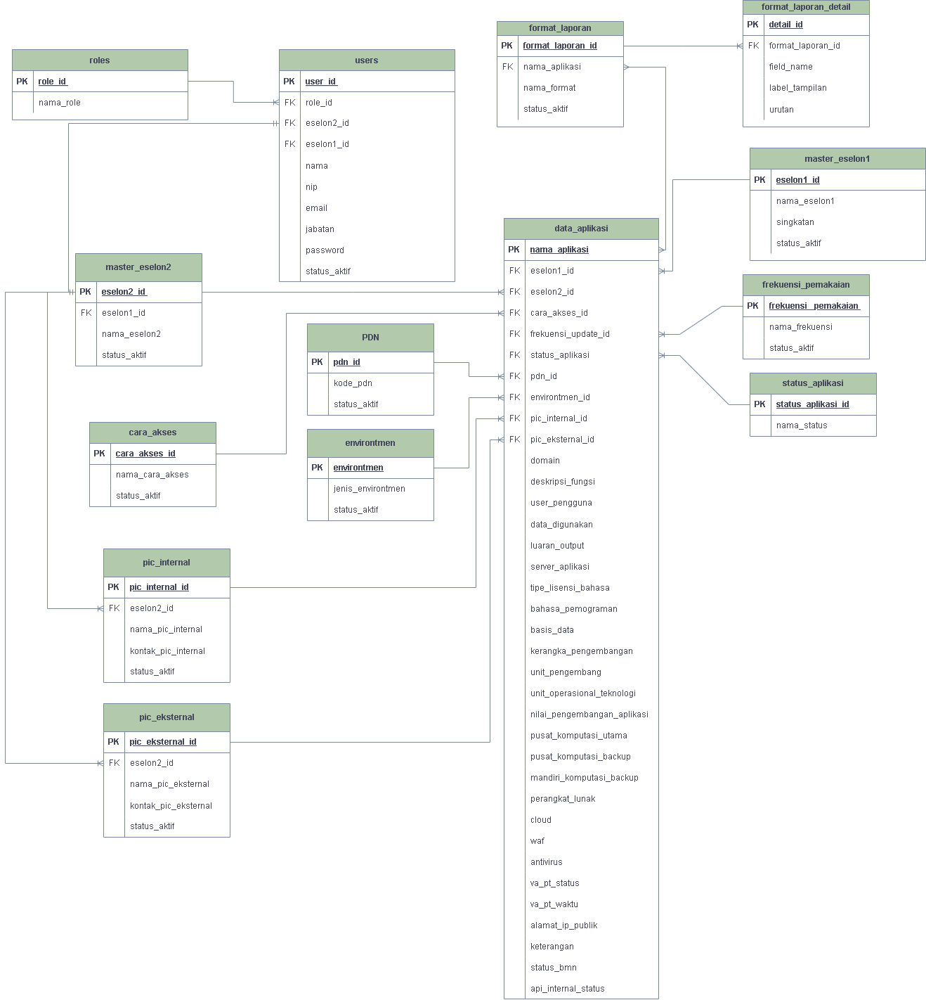 roles
PK role_id
nama_role
users
PK user_id
FK role_id
FK eselon2_id
FK eselon1_id
nama
nip
email
jabatan
password
status_aktif
format_laporan
PK format_laporan_id
FK nama_aplikasi
nama_format
status_aktif
format_laporan_detail
PK detail_id
FK format_laporan_id
field_name
label_tampilan
urutan
master_eselon1
PK eselon1_id
nama_eselon1
singkatan
status_aktif
master_eselon2
PK eselon2_id
FK eselon1_id
nama_eselon2
status_aktif
data_aplikasi
PK nama_aplikasi
FK eselon1_id
FK eselon2_id
FK cara_akses_id
FK frekuensi_update_id
FK status_aplikasi
FK pdn_id
FK environtmen_id
FK pic_internal_id
FK pic_eksternal_id
domain
deskripsi_fungsi
user_pengguna
data_digunakan
luaran_output
server_aplikasi
tipe_lisensi_bahasa
bahasa_pemograman
basis_data
kerangka_pengembangan
unit_pengembang
unit_operasional_teknologi
nilai_pengembangan_aplikasi
pusat_komputasi_utama
pusat_komputasi_backup
mandiri_komputasi_backup
perangkat_lunak
cloud
waf
antivirus
va_pt_status
va_pt_waktu
alamat_ip_publik
keterangan
status_bmn
api_internal_status
frekuensi_pemakaian
PK frekuensi_pemakaian
nama_frekuensi
status_aktif
status_aplikasi
PK status_aplikasi_id
nama_status
PDN
PK pdn_id
kode_pdn
status_aktif
cara_akses
PK cara_akses_id
nama_cara_akses
status_aktif
environtmen
PK environtmen
jenis_environtmen
status_aktif
pic_internal
PK pic_internal_id
FK eselon2_id
nama_pic_internal
kontak_pic_internal
status_aktif
pic_eksternal
PK pic_eksternal_id
FK eselon2_id
nama_pic_eksternal
kontak_pic_eksternal
status_aktif